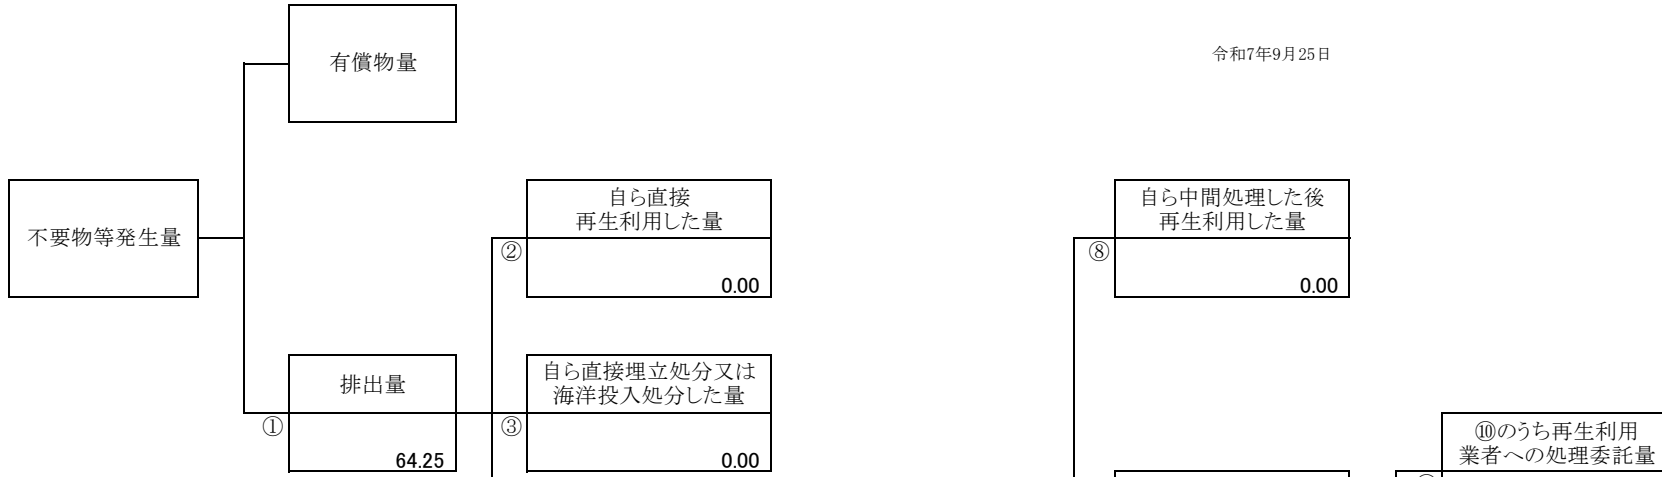 有償物量
令和7年9月25日
不要物等発生量
自ら直接
再生利用した量
②
0.00
自ら中間処理した後
再生利用した量
⑧
0.00
排出量
①
64.25
自ら直接埋立処分又は
海洋投入処分した量
③
0.00
⑩のうち再生利用
業者への処理委託量